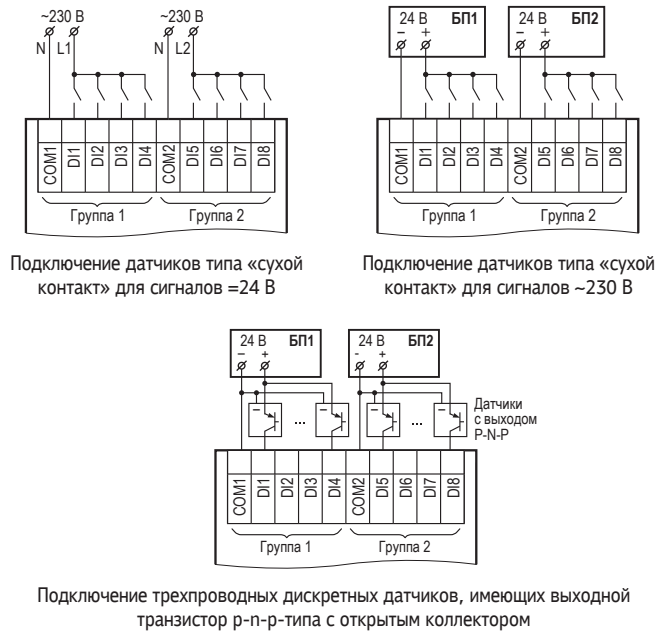 ~230 В ~230 В
N L1 N L2
COM1 DI1 DI2 DI3 DI4 COM2 DI5 DI6 DI7 DI8
Группа 1 Группа 2
Подключение датчиков типа «сухой
контакт» для сигналов =24 В
24 В БП1 24 В БП2
– + – +
COM1 DI1 DI2 DI3 DI4 COM2 DI5 DI6 DI7 DI8
Группа 1 Группа 2
Подключение датчиков типа «сухой
контакт» для сигналов ~230 В
24 В БП1 24 В БП2
– + - +
– ... – – ... –
Датчики
с выходом
P-N-P
COM1 DI1 DI2 DI3 DI4 COM2 DI5 DI6 DI7 DI8
Группа 1 Группа 2
Подключение трехпроводных дискретных датчиков, имеющих выходной
транзистор p-n-p-типа с открытым коллектором